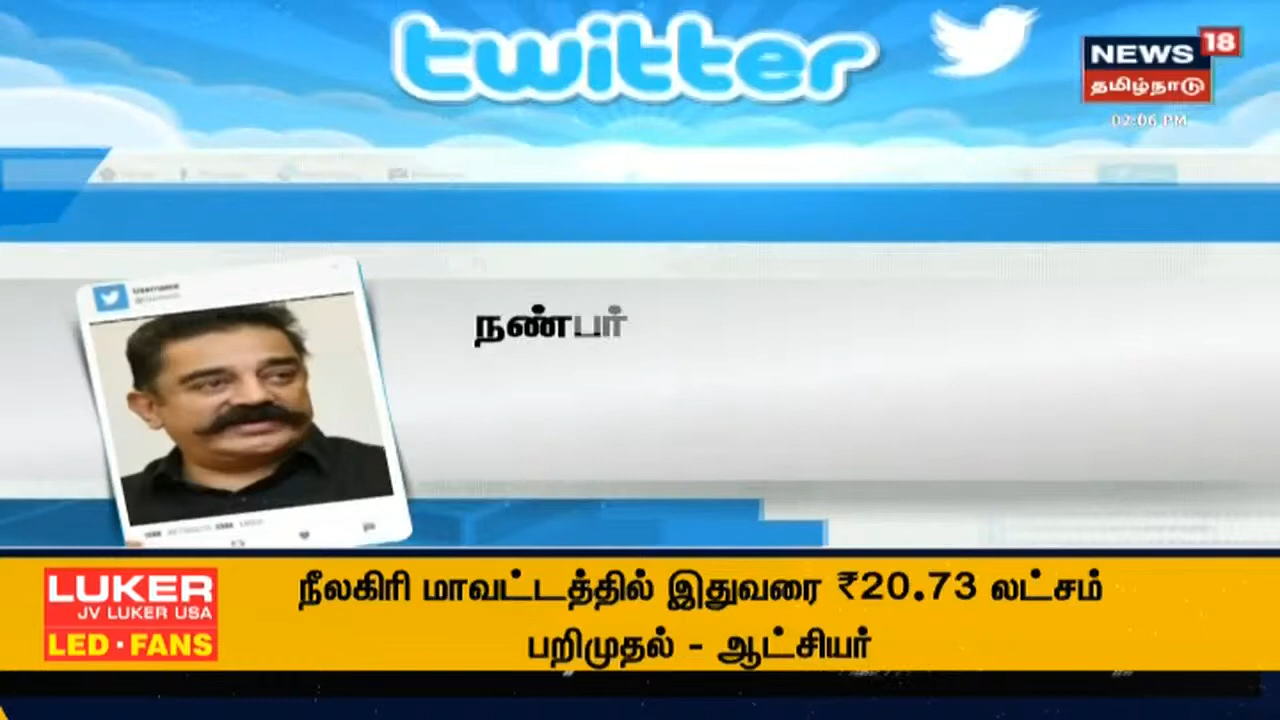 twitter
NEWS 18
தமிழ்நாடு
02:06 PM
Username
நண்பர்
LUKER
JV LUKER USA
LED · FANS
நீலகிரி மாவட்டத்தில் இதுவரை ₹20.73 லட்சம்
பறிமுதல் - ஆட்சியர்